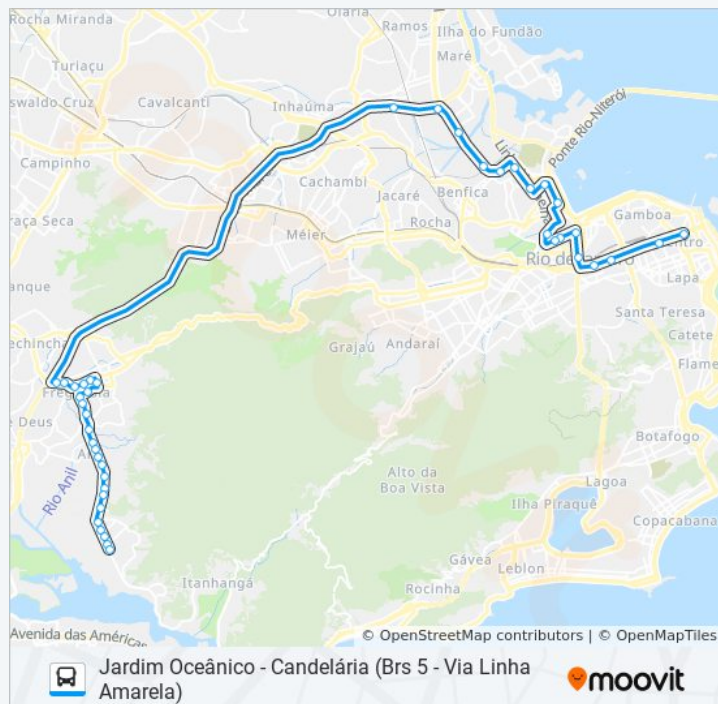 Rocha Miranda
Olaria
Ramos
Ilha do Fundão
Maré
Turiaçu
swaldo Cruz
Cavalcanti
Inhaúma
Ponte Rio-Niterói
Campinho
Cachambi
Jacaré
Benfica
Gamboa
raça Seca
Méier
Rocha
Rio de
Centro
Lapa
anque
Santa Teresa
Catete
echincha
Grajaú
Andaraí
Flame
Freguesia
e Deus
Botafogo
Alto da
Boa Vista
Lagoa
Rio Anil
Ilha Piraquê
Copacabana
Gávea
Leblon
Itanhangá
Rocinha
Avenida das Américas
© OpenStreetMap contributors | © OpenMapTiles
Jardim Oceânico - Candelária (Brs 5 - Via Linha
Amarela)
moovit